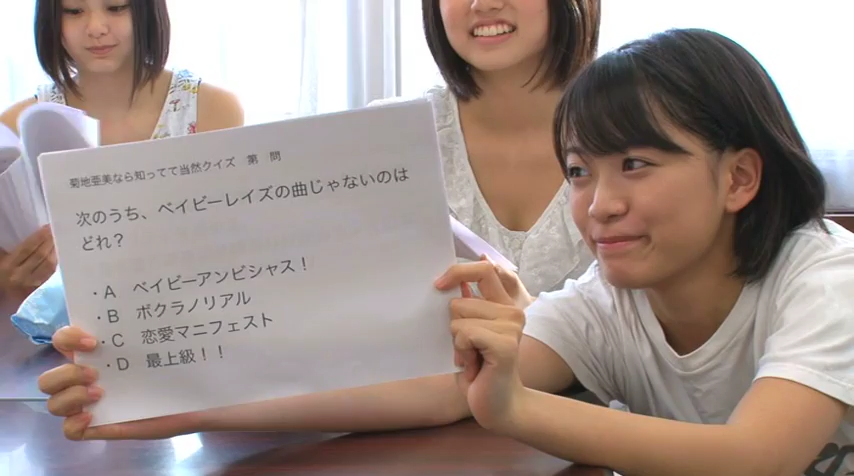 菊地亜美なら知ってて当然クイズ 第 問
次のうち、ベイビーレイズの曲じゃないのは
どれ？
・A ベイビーアンビシャス！
・B ボクラノリアル
・C 恋愛マニフェスト
・D 最上級！！